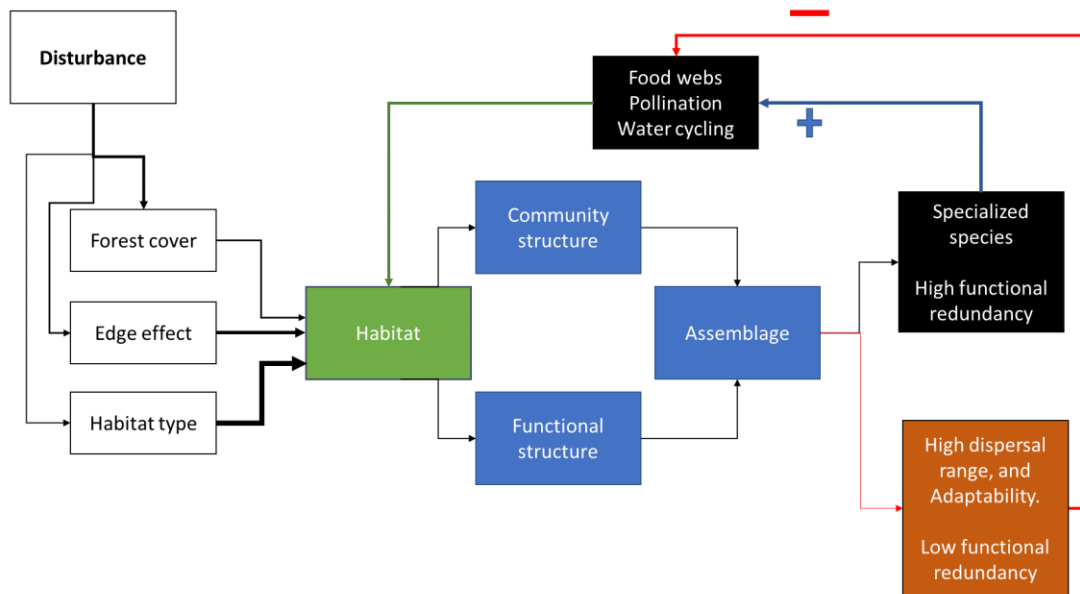 Disturbance
Food webs
Pollination
Water cycling
Forest cover
Edge effect
Habitat type
Habitat
Community
structure
Functional
structure
Assemblage
Specialized
species
High functional
redundancy
High dispersal
range, and
Adaptability.
Low functional
redundancy